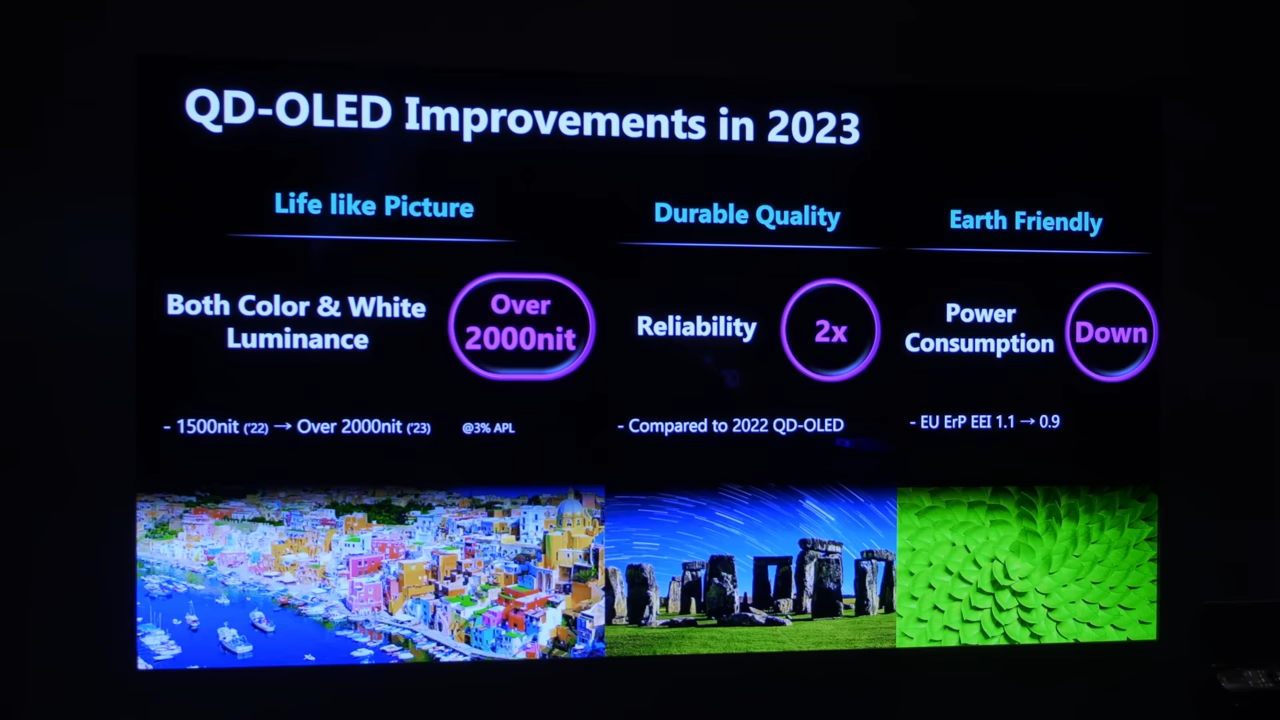 QD-OLED Improvements in 2023
Life like Picture
Both Color & White
Luminance
Over
2000nit
- 1500nit ('22) → Over 2000nit ('23) @3% APL
Durable Quality
Reliability
2x
- Compared to 2022 QD-OLED
Earth Friendly
Power
Consumption
Down
- EU ErP EEI 1.1 → 0.9